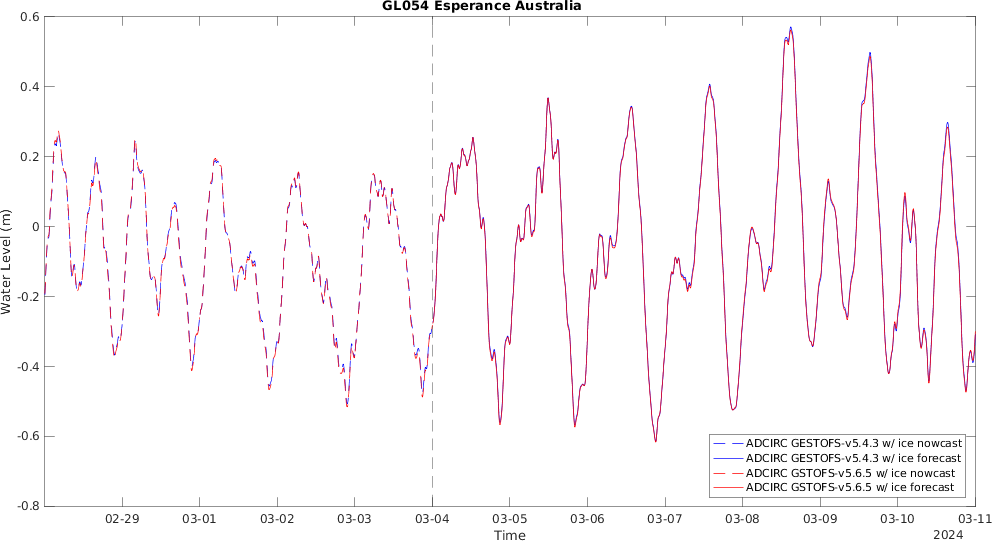 GL054 Esperance Australia
Water Level (m)
0.6
0.4
0.2
0
-0.2
-0.4
-0.6
-0.8
ADCIRC GESTOFS-v5.4.3 w/ ice nowcast
ADCIRC GESTOFS-v5.4.3 w/ ice forecast
ADCIRC GSTOFS-v5.6.5 w/ ice nowcast
ADCIRC GSTOFS-v5.6.5 w/ ice forecast
02-29 03-01 03-02 03-03 03-04 03-05 03-06 03-07 03-08 03-09 03-10 03-11
Time
2024